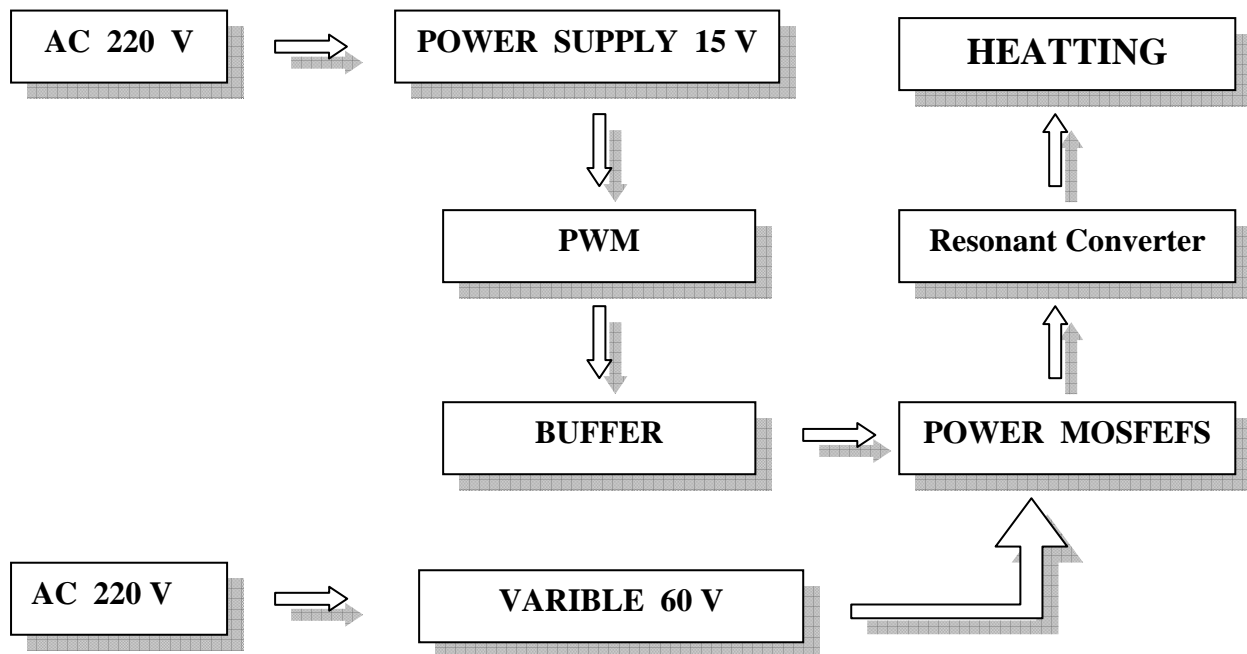 AC 220 V
POWER SUPPLY 15 V
HEATTING
PWM
Resonant Converter
BUFFER
POWER MOSFEFS
AC 220 V
VARIBLE 60 V